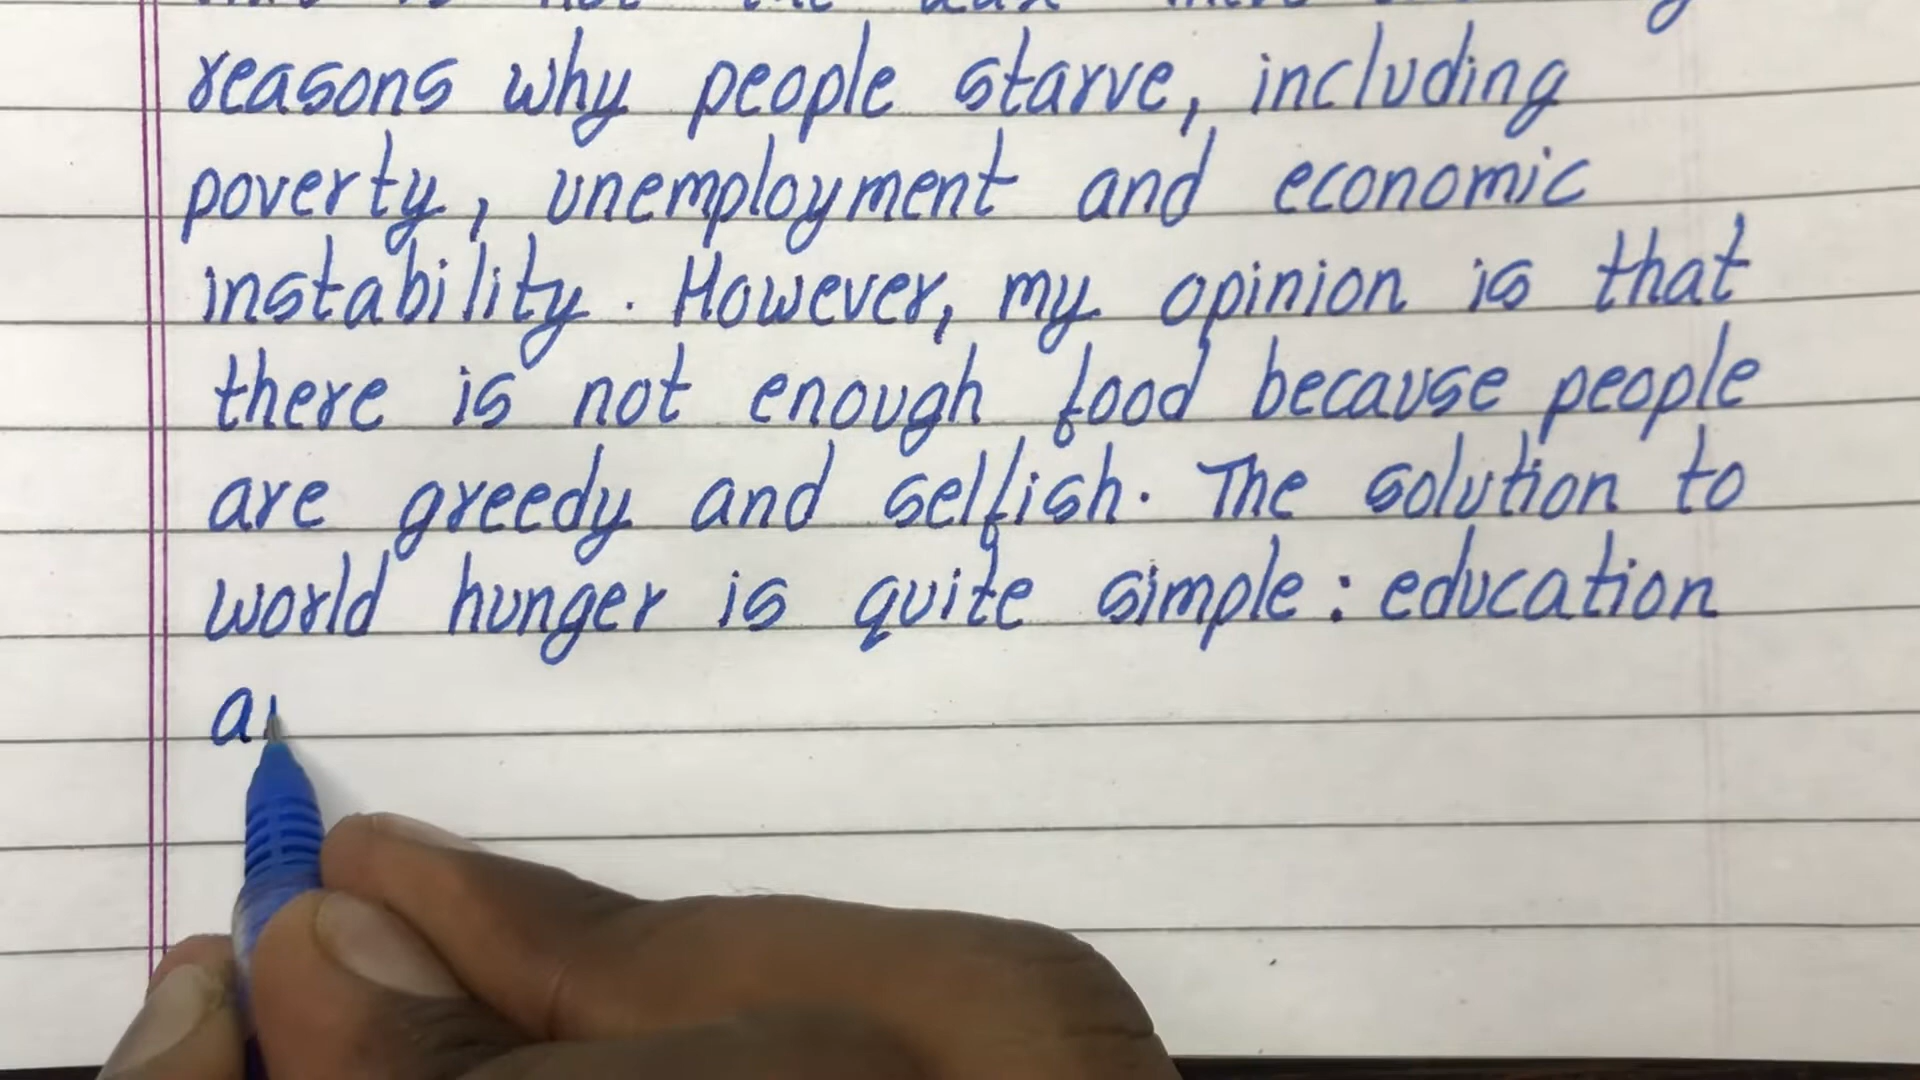 reasons why people starve, including
poverty, unemployment and economic
instability. However, my opinion is that
there is not enough food because people
are greedy and selfish. The solution to
world hunger is quite simple: education